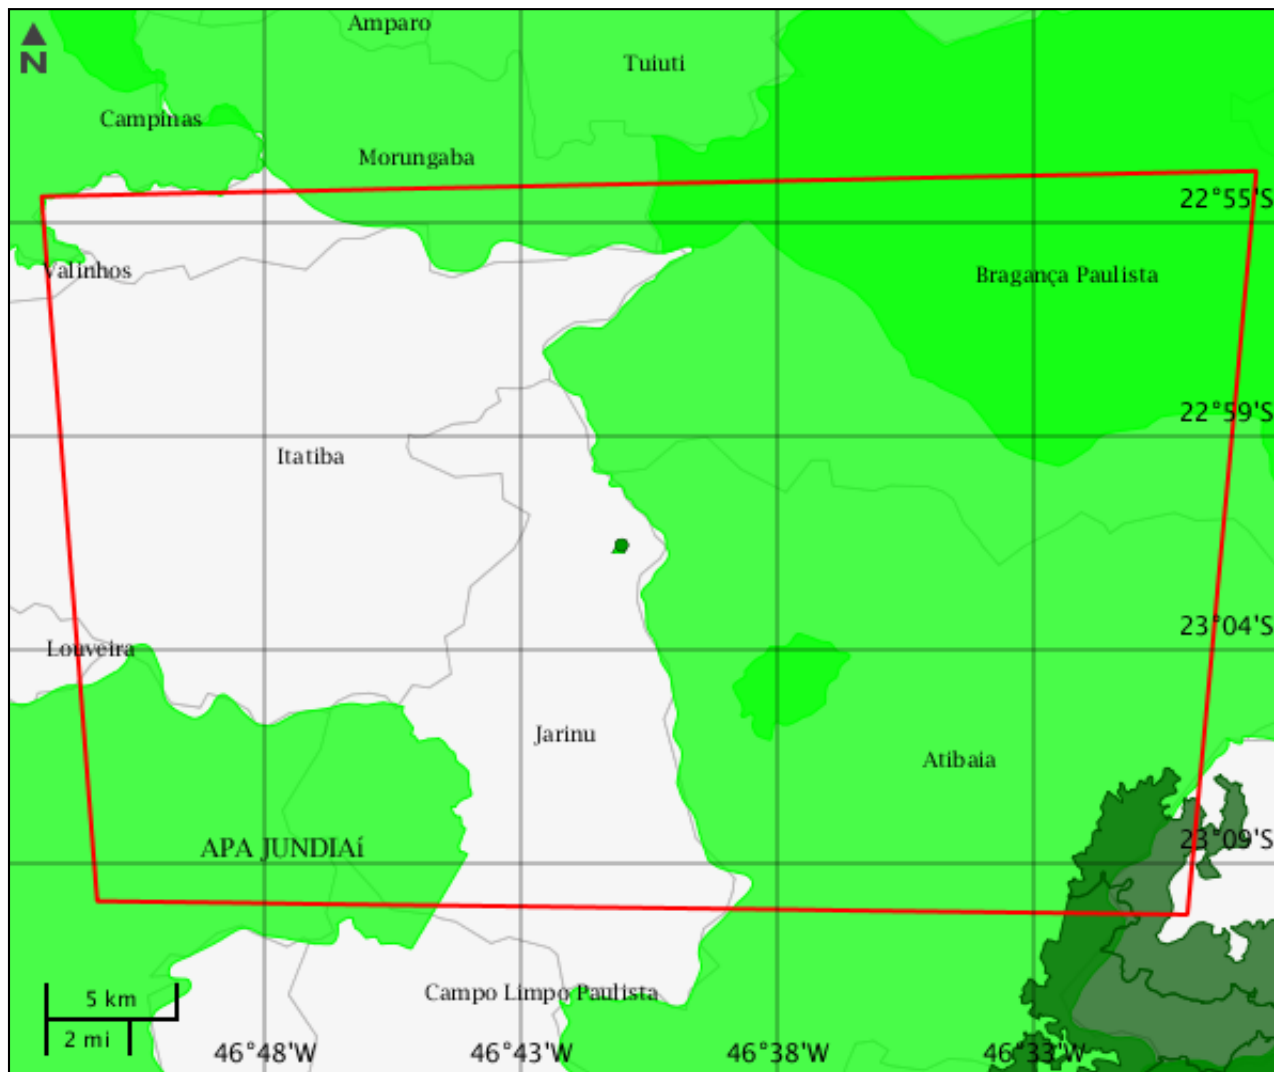 Amparo
N
Tuiuti
Campinas
Morungaba
22°55'S
Valinhos
Bragança Paulista
22°59'S
Itatiba
23°04'S
Louveira
Jarinu
Atibaia
23°09'S
APA JUNDIAí
5 km
Campo Limpo Paulista
2 mi
46°48'W
46°43'W
46°38'W
46°33'W